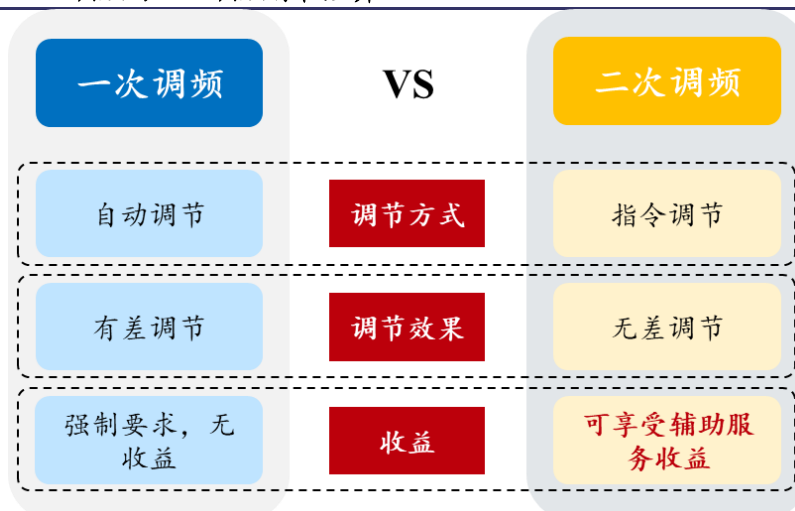 一次调频 VS 二次调频
自动调节 调节方式 指令调节
有差调节 调节效果 无差调节
强制要求，无
收益
收益
可享受辅助服
务收益